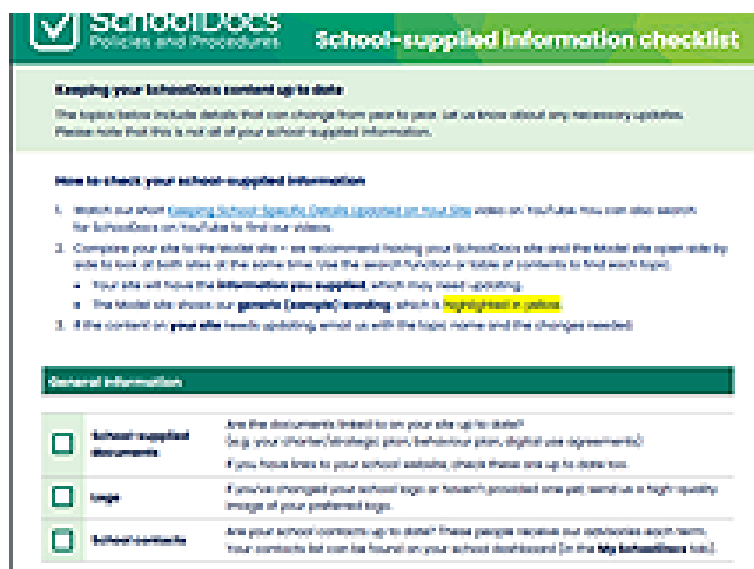 SchoolDocs
Policies and Procedures
School-supplied information checklist
Keeping your SchoolDocs content up to date
The topics below include details that can change from year to year. Let us know about any necessary updates.
Please note that this is not all of your school-supplied information.
How to check your school-supplied information
1. Watch our short Keeping School-Specific Details Updated on Your Site video on YouTube. You can also search
for SchoolDocs on YouTube to find our videos.
2. Compare your site to the Model site – we recommend having your SchoolDocs site and the Model site open side by
side to look at both sites at the same time. Use the search function or table of contents to find each topic.
• Your site will have the information you supplied, which may need updating.
• The Model site shows our generic (sample) wording, which is highlighted in yellow.
3. If the content on your site needs updating, email us with the topic name and the changes needed.
General information
School-supplied
documents
Are the documents linked to on your site up to date?
(e.g. your charter/strategic plan, behaviour plan, digital use agreements)
If you have links to your school website, check these are up to date too.
Logo
If you've changed your school logo or haven't provided one yet, send us a high-quality
image of your preferred logo.
School contacts
Are your school contacts up to date? These people receive our advisories each term.
Your contacts list can be found on your school dashboard (in the My SchoolDocs tab).